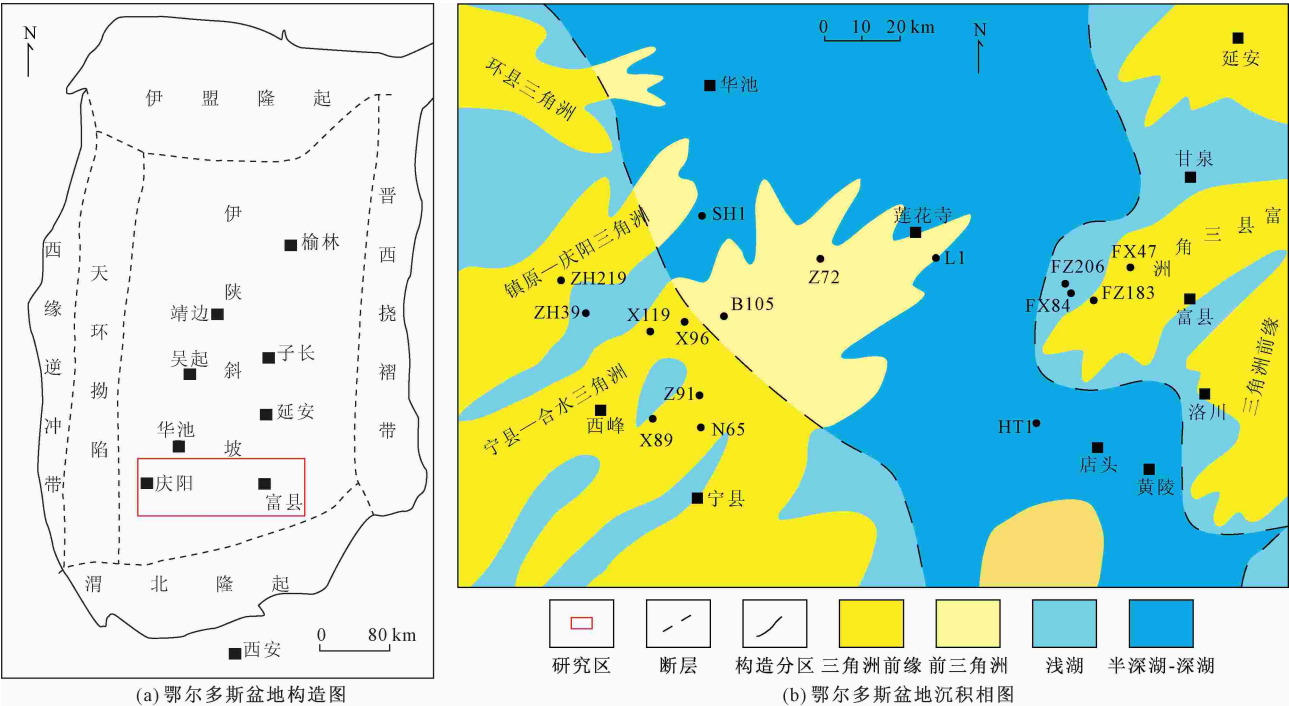 N
伊盟隆起
西缘逆冲带
天环拗陷
伊陕斜坡
晋西挠褶带
榆林
靖边
吴起
子长
延安
华池
庆阳
富县
渭北隆起
西安
0 80 km
(a) 鄂尔多斯盆地构造图
0 10 20 km
N
环县三角洲
华池
延安
甘泉
SH1
莲花寺
L1
Z72
镇原—庆阳三角洲
ZH219
ZH39
X119
X96
B105
富县三角洲
FX47
FZ206
FX84
FZ183
富县
三角洲前缘
洛川
宁县—合水三角洲
西峰
Z91
X89
N65
宁县
HT1
店头
黄陵
研究区
断层
构造分区
三角洲前缘
前三角洲
浅湖
半深湖-深湖
(b) 鄂尔多斯盆地沉积相图